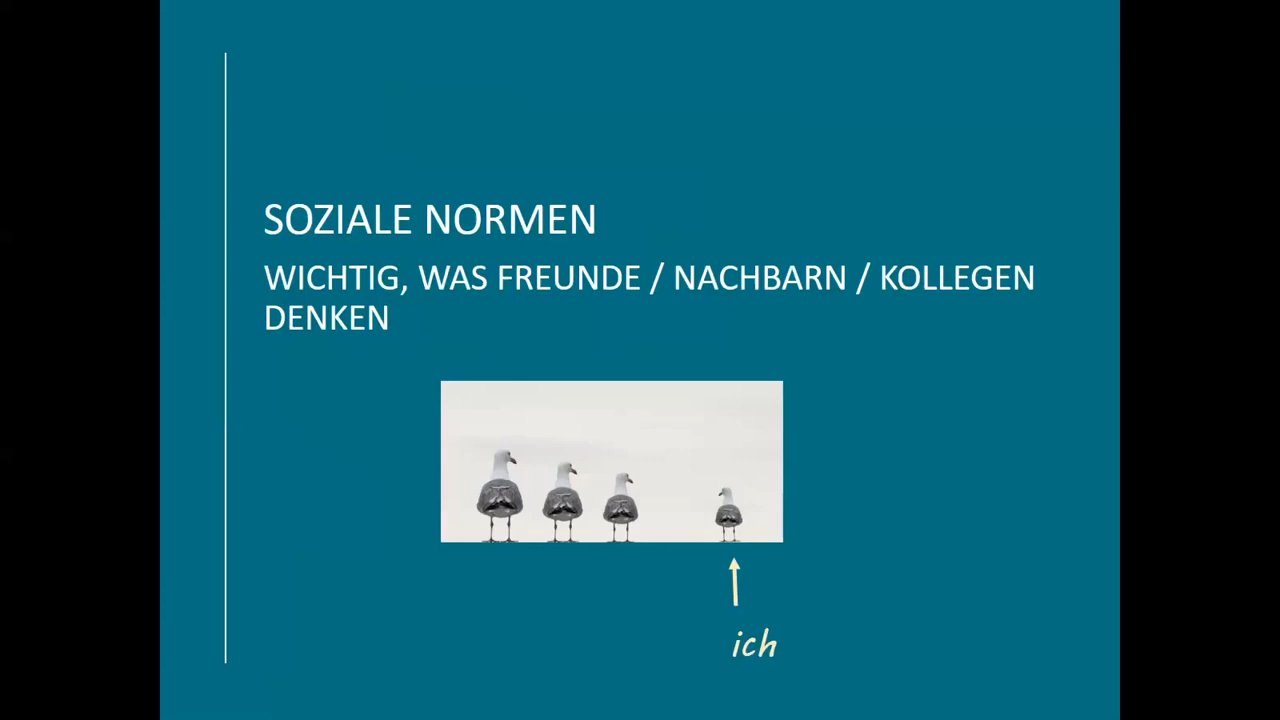 SOZIALE NORMEN
WICHTIG, WAS FREUNDE / NACHBARN / KOLLEGEN
DENKEN
ich